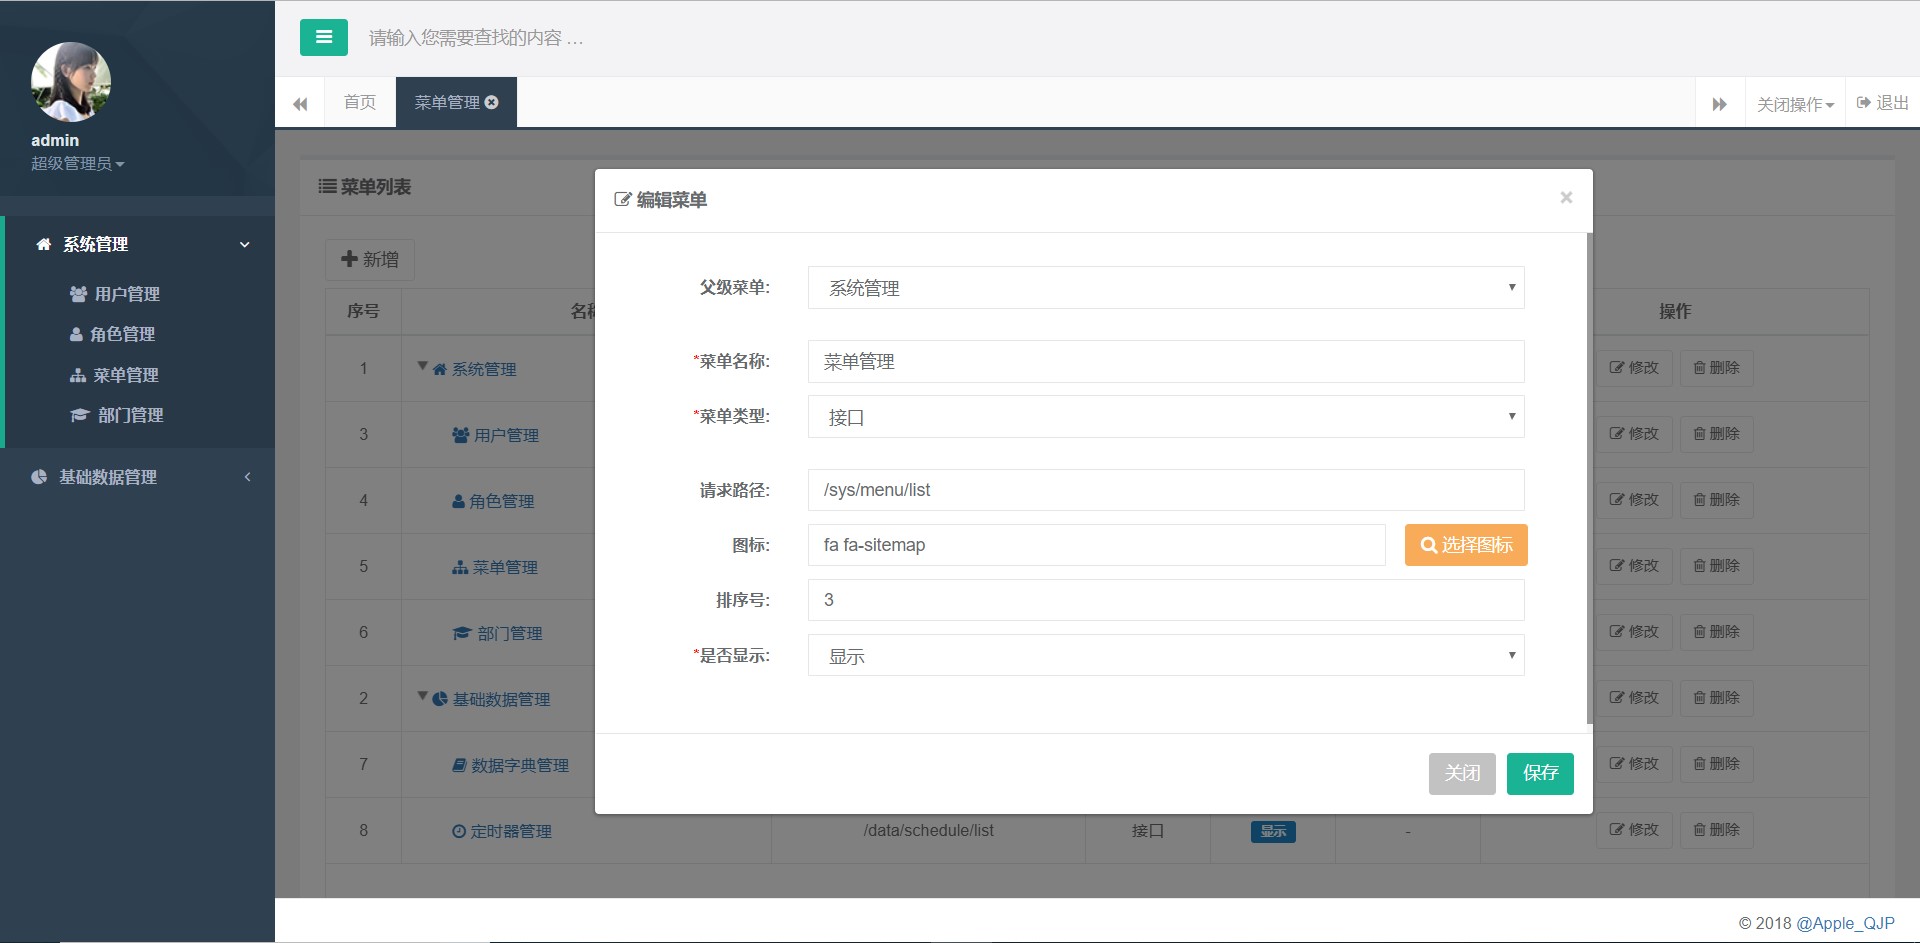 请输入您需要查找的内容 …
首页
菜单管理
关闭操作
退出
admin
超级管理员
系统管理
用户管理
角色管理
菜单管理
部门管理
基础数据管理
菜单列表
新增
序号
操作
1 系统管理 修改 删除
3 用户管理 修改 删除
4 角色管理 修改 删除
5 菜单管理 修改 删除
6 部门管理 修改 删除
2 基础数据管理 修改 删除
7 数据字典管理 修改 删除
8 定时器管理 /data/schedule/list 接口 显示 - 修改 删除
编辑菜单 ×
父级菜单: 系统管理
*菜单名称: 菜单管理
*菜单类型: 接口
请求路径: /sys/menu/list
图标: fa fa-sitemap 选择图标
排序号: 3
*是否显示: 显示
关闭 保存
© 2018 @Apple_QJP